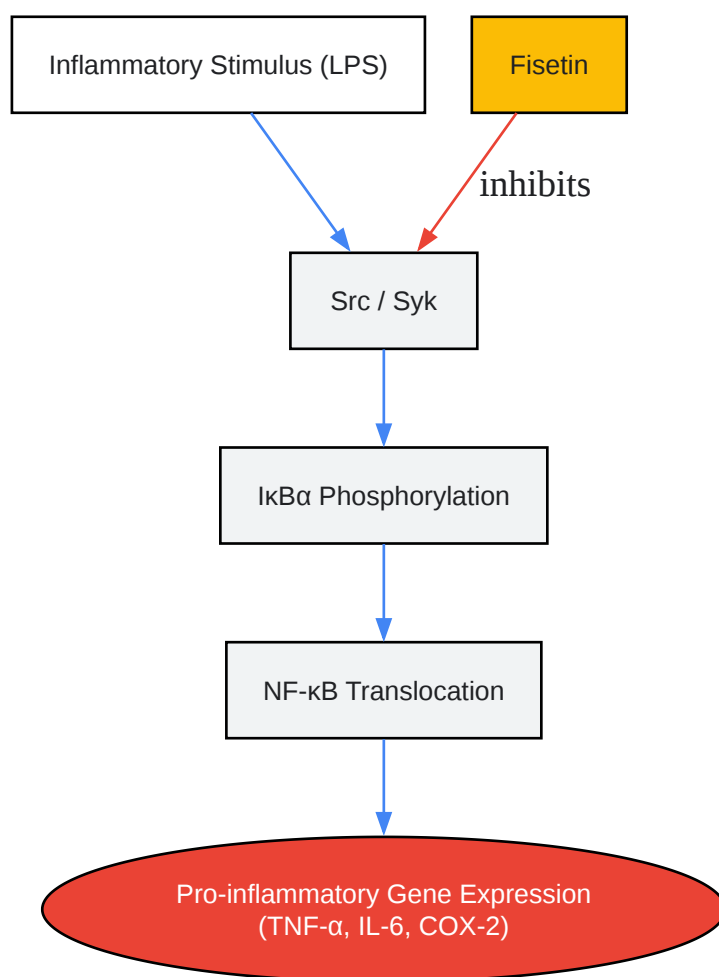 Inflammatory Stimulus (LPS)
Fisetin
inhibits
Src / Syk
IκBα Phosphorylation
NF-κB Translocation
Pro-inflammatory Gene Expression
(TNF-α, IL-6, COX-2)